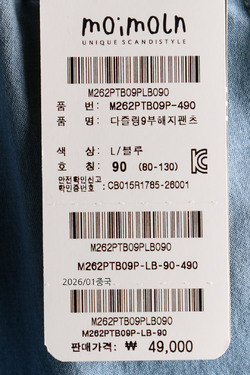 moimoln
UNIQUE SCANDISTYLE
M262PTB09PLB090
품 번: M262PTB09P-490
품 명: 다즐링9부해지팬츠
색 상: L/블루
호 칭: 90 (80-130)
안전확인신고
확인증번호 : CB015R1785-26001
M262PTB09PLB090
M262PTB09P-LB-90-490
2026/01중국
M262PTB09PLB090
M262PTB09P-LB-90
판매가격: ₩ 49,000